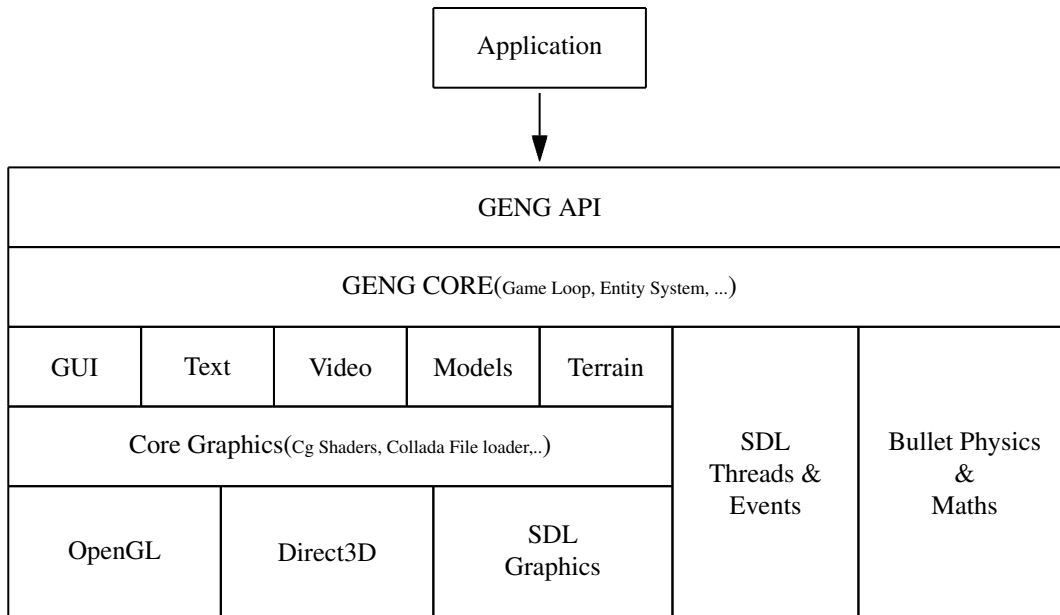 Application
GENG API
GENG CORE(Game Loop, Entity System, ...)
GUI
Text
Video
Models
Terrain
Core Graphics(Cg Shaders, Collada File loader,..)
SDL
Threads &
Events
Bullet Physics
&
Maths
OpenGL
Direct3D
SDL
Graphics